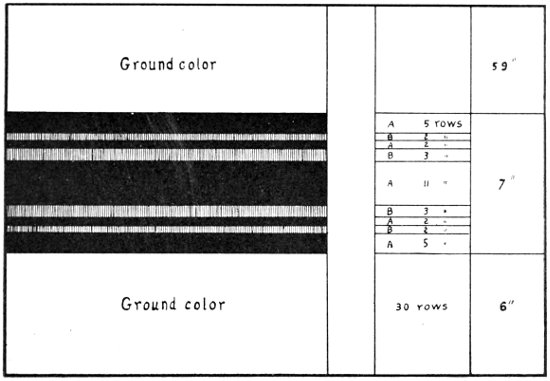 Ground color 59"
A 5 rows
B 2 "
A 2 "
B 3 "
A 11 " 7"
B 3 "
A 2 "
B 2 "
A 5 "
Ground color 30 rows 6"